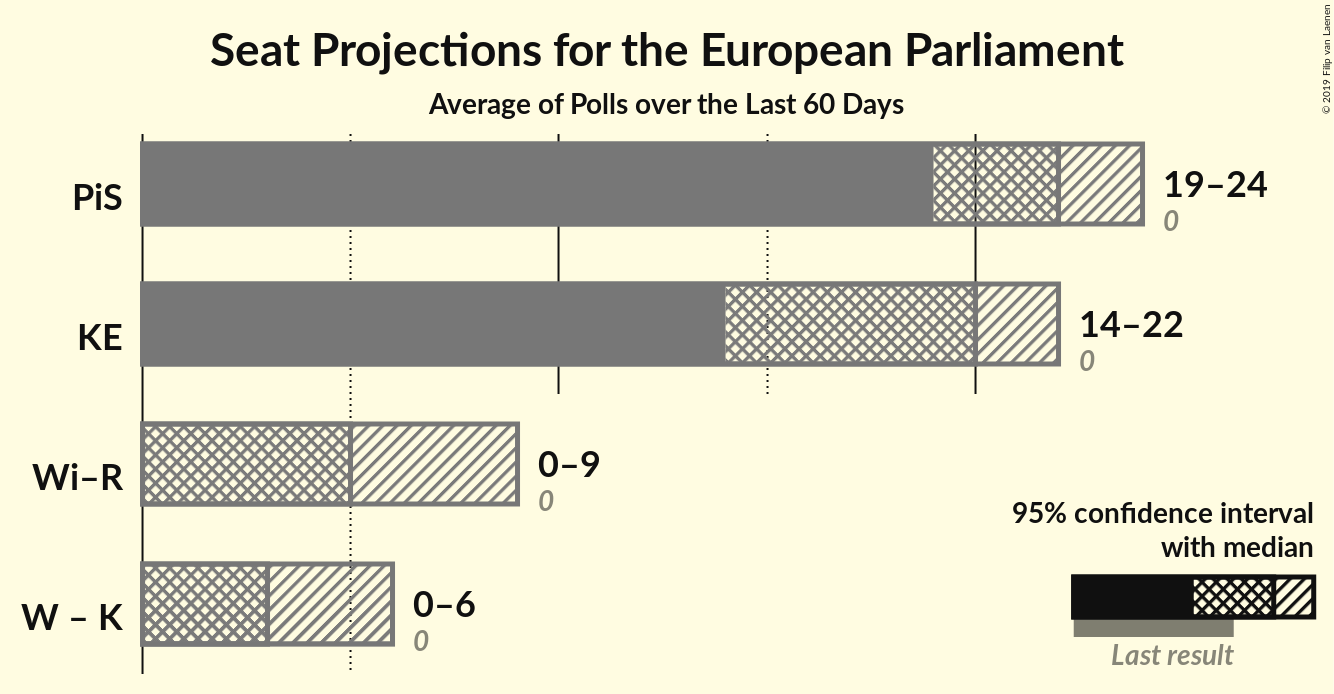 Seat Projections for the European Parliament
Average of Polls over the Last 60 Days
© 2019 Filip van Laenen
PiS
19–24
0
KE
14–22
0
Wi–R
0–9
0
W – K
0–6
0
95% confidence interval
with median
Last result